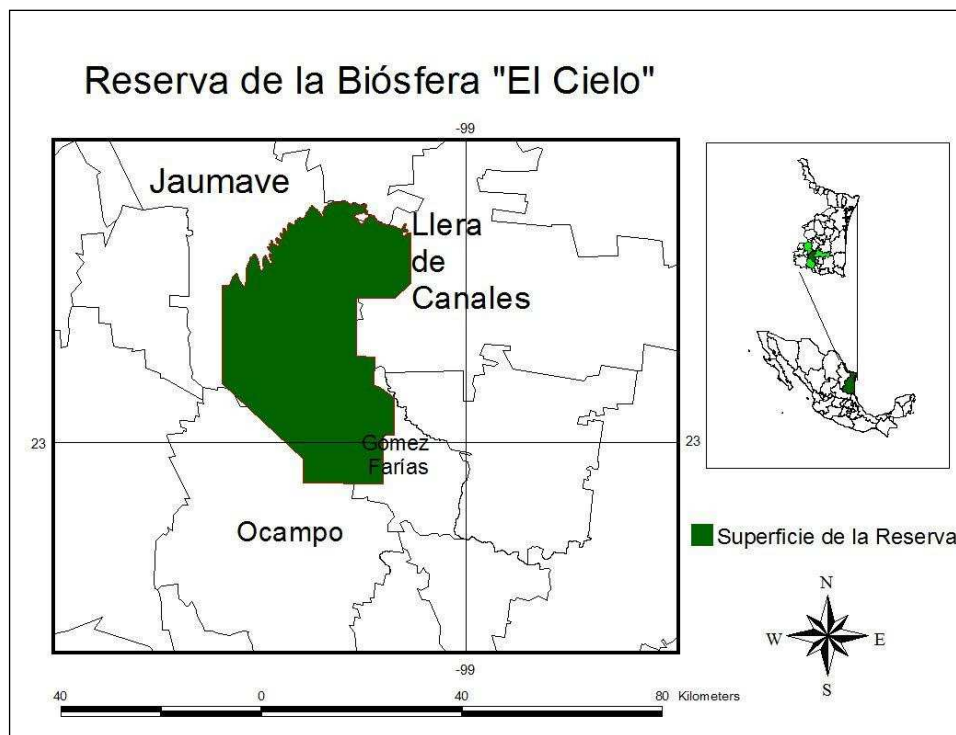 Reserva de la Biósfera "El Cielo"
-99
Jaumave
Llera
de
Canales
23
23
Gómez
Farías
Ocampo
Superficie de la Reserva
N
W
E
S
-99
40
0
40
80
Kilometers